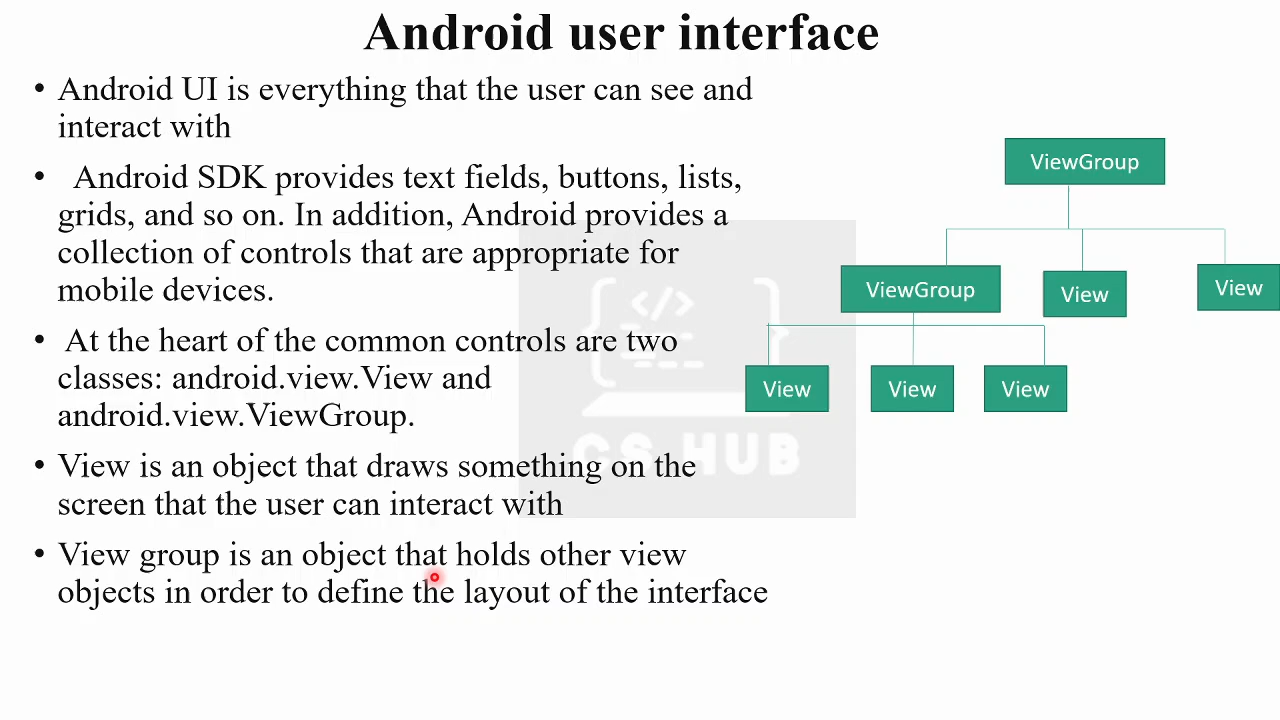 Android user interface
• Android UI is everything that the user can see and
interact with
• Android SDK provides text fields, buttons, lists,
grids, and so on. In addition, Android provides a
collection of controls that are appropriate for
mobile devices.
• At the heart of the common controls are two
classes: android.view.View and
android.view.ViewGroup.
• View is an object that draws something on the
screen that the user can interact with
• View group is an object that holds other view
objects in order to define the layout of the interface
ViewGroup
ViewGroup
View
View
View
View
View
</>
CS HUB